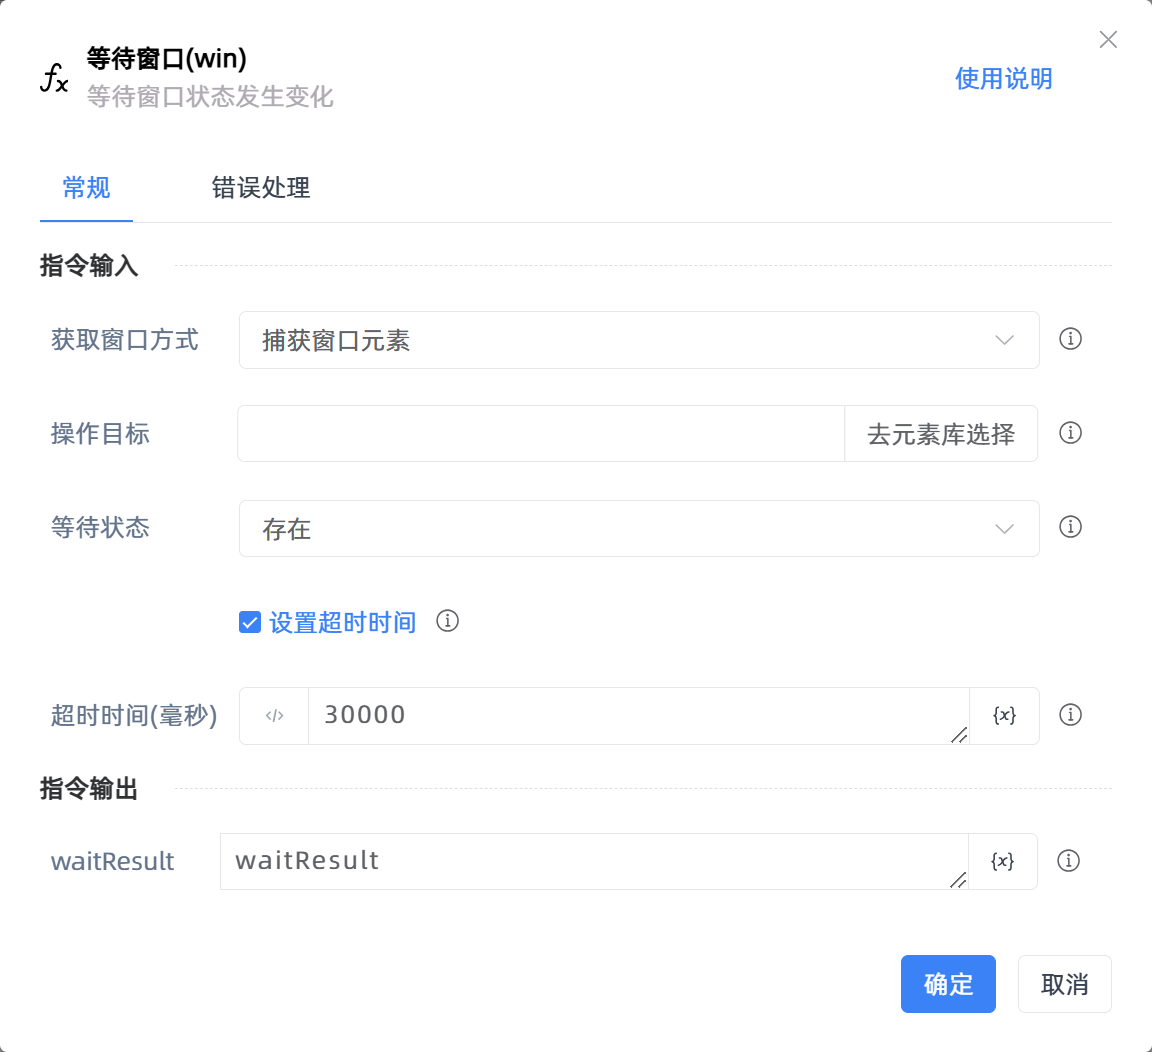 等待窗口(win)
等待窗口状态发生变化
使用说明
常规
错误处理
指令输入
获取窗口方式
捕获窗口元素
操作目标
去元素库选择
等待状态
存在
设置超时时间
超时时间(毫秒)
</>
30000
{x}
指令输出
waitResult
waitResult
{x}
确定
取消